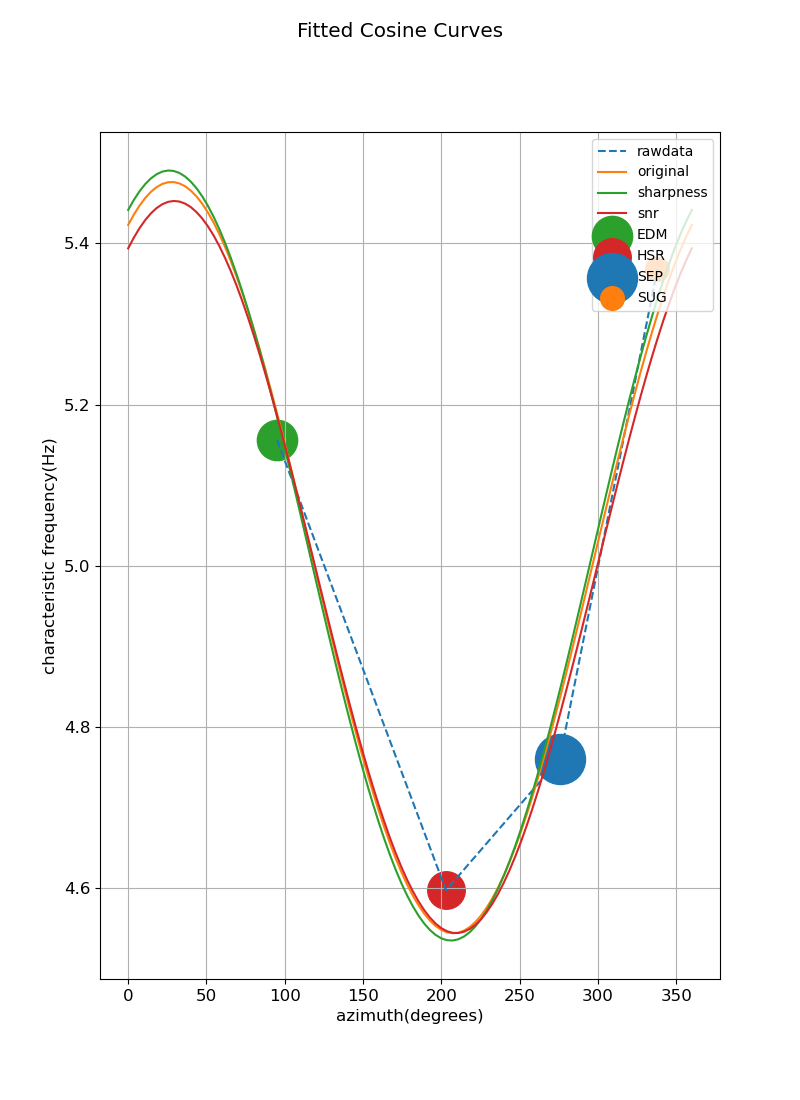 Fitted Cosine Curves
rawdata
original
sharpness
snr
EDM
HSR
SEP
SUG
characteristic frequency(Hz)
5.4
5.2
5.0
4.8
4.6
0 50 100 150 200 250 300 350
azimuth(degrees)